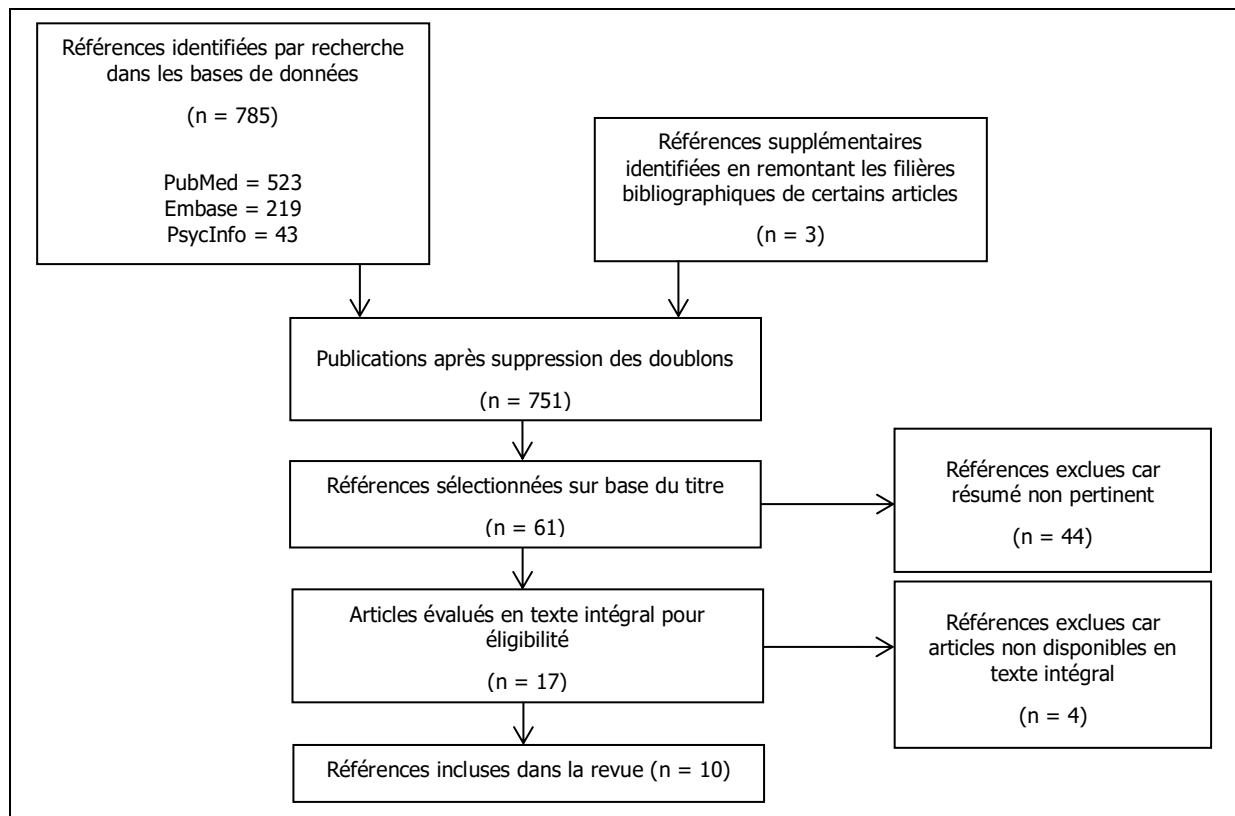 Références identifiées par recherche
dans les bases de données
(n = 785)
PubMed = 523
Embase = 219
PsycInfo = 43
Références supplémentaires
identifiées en remontant les filières
bibliographiques de certains articles
(n = 3)
Publications après suppression des doublons
(n = 751)
Références sélectionnées sur base du titre
(n = 61)
Références exclues car
résumé non pertinent
(n = 44)
Articles évalués en texte intégral pour
éligibilité
(n = 17)
Références exclues car
articles non disponibles en
texte intégral
(n = 4)
Références incluses dans la revue (n = 10)